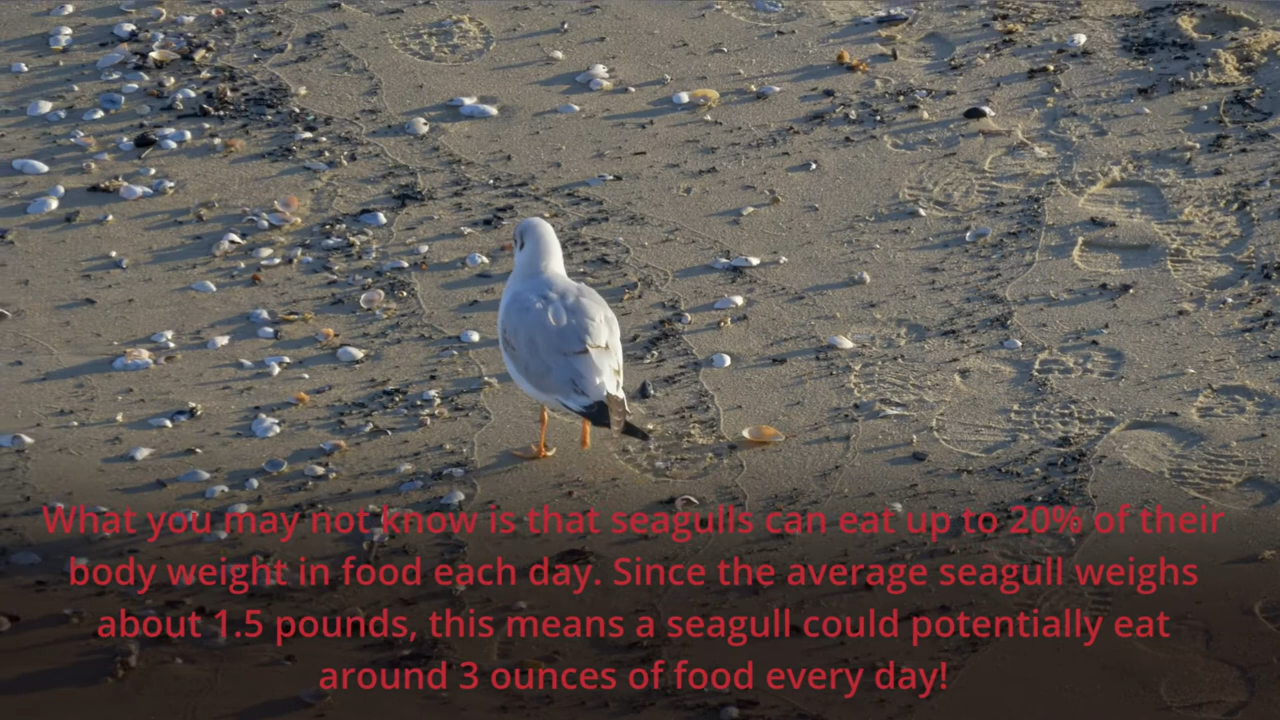 What you may not know is that seagulls can eat up to 20% of their
body weight in food each day. Since the average seagull weighs
about 1.5 pounds, this means a seagull could potentially eat
around 3 ounces of food every day!